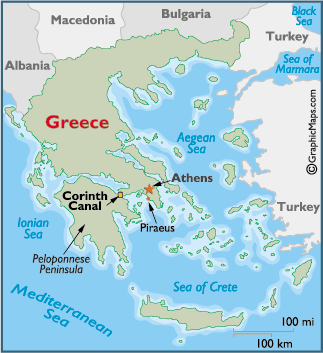 Macedonia
Bulgaria
Black
Sea
Albania
Turkey
Sea of
Marmara
Greece
©GraphicMaps.com
Aegean
Sea
Athens
Corinth
Canal
Turkey
Ionian
Sea
Piraeus
Peloponnese
Peninsula
Mediterranean
Sea
Sea of Crete
100 mi
100 km